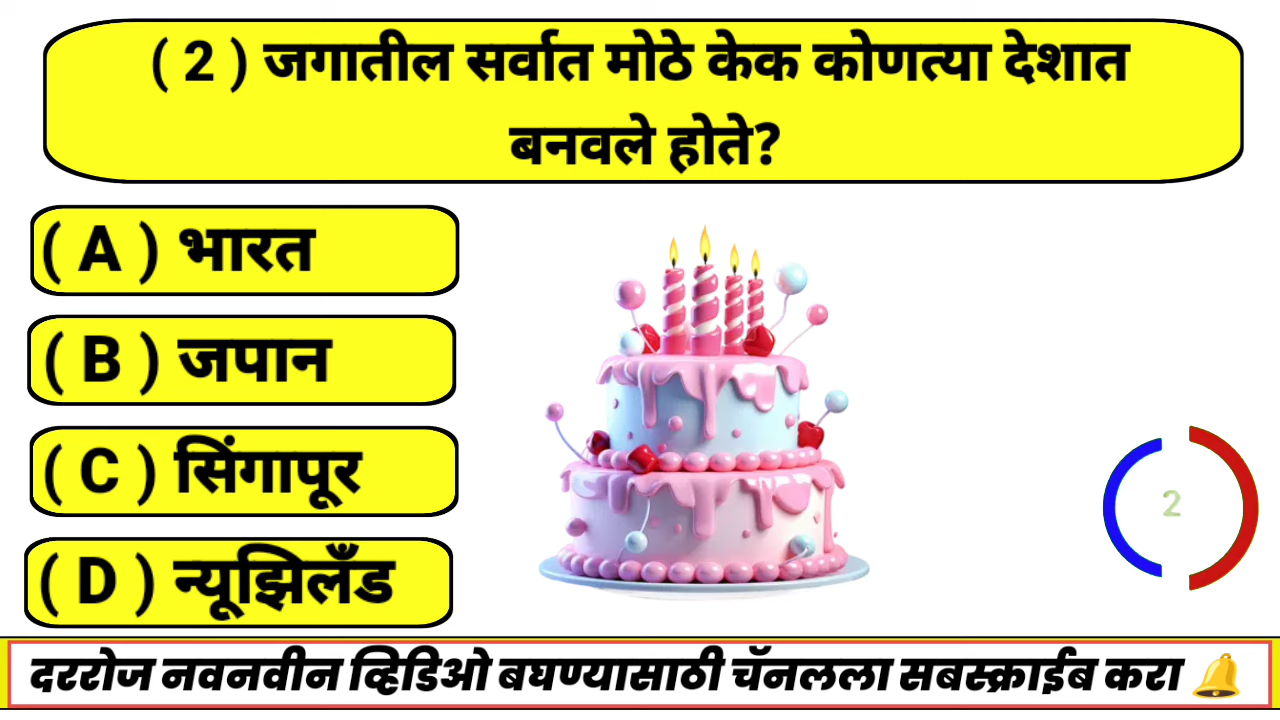 ( 2 ) जगातील सर्वात मोठे केक कोणत्या देशात
बनवले होते?
( A ) भारत
( B ) जपान
( C ) सिंगापूर
( D ) न्यूझिलँड
2
दररोज नवनवीन व्हिडिओ बघण्यासाठी चॅनलला सबस्क्राईब करा 🔔